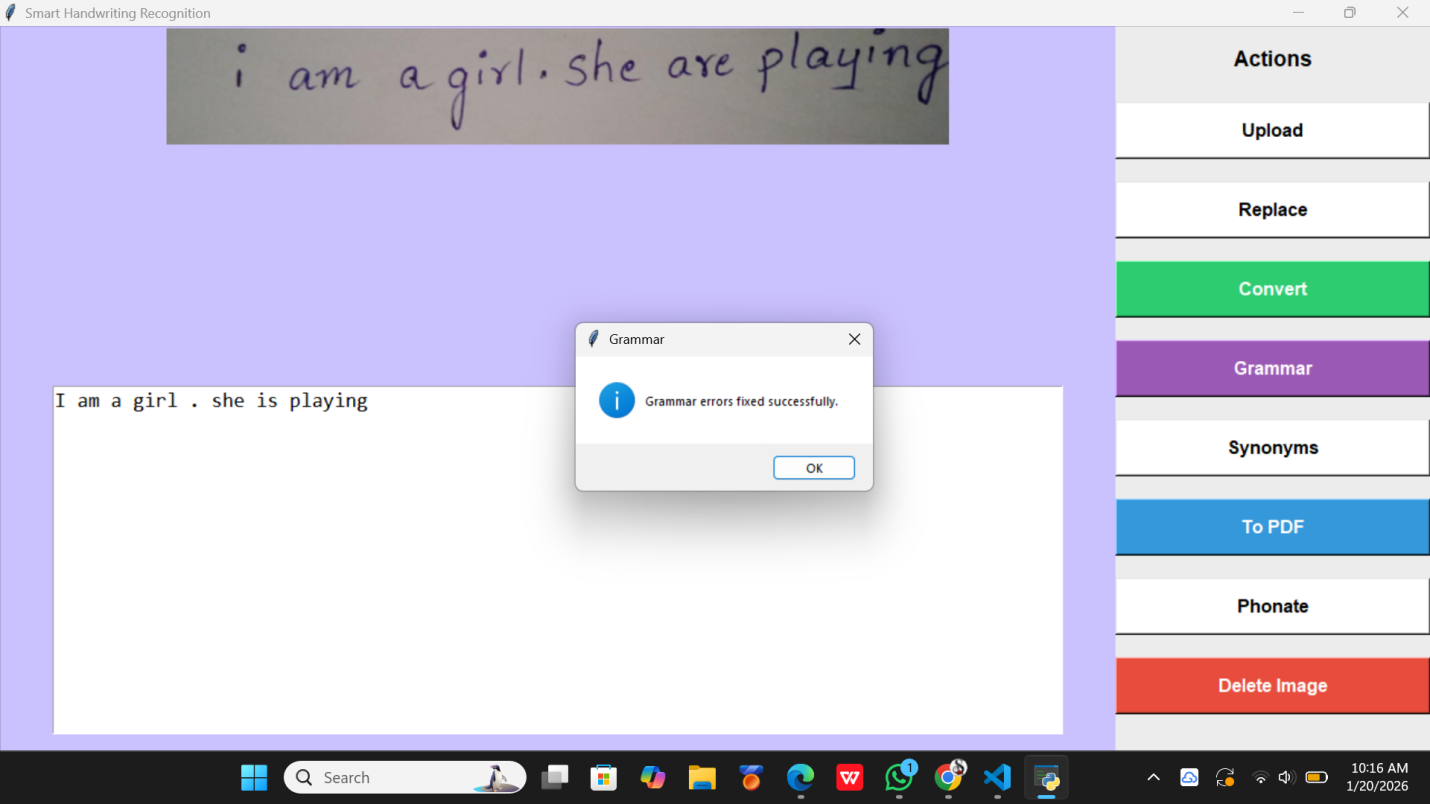 Smart Handwriting Recognition
i am a girl. She are playing
Actions
Upload
Replace
Convert
Grammar
Grammar
Grammar errors fixed successfully.
OK
I am a girl . she is playing
Synonyms
To PDF
Phonate
Delete Image
Search
1
10:16 AM
1/20/2026